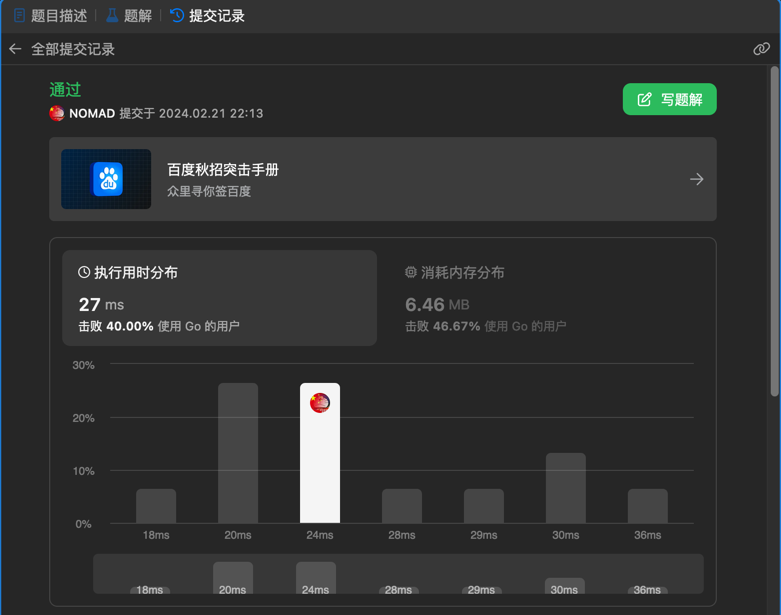 题目描述 题解 提交记录
全部提交记录
通过
NOMAD 提交于 2024.02.21 22:13
写题解
du
百度秋招突击手册
众里寻你签百度
执行用时分布
27 ms
击败 40.00% 使用 Go 的用户
消耗内存分布
6.46 MB
击败 46.67% 使用 Go 的用户
30%
20%
10%
0%
18ms 20ms 24ms 28ms 29ms 30ms 36ms
18ms 20ms 24ms 28ms 29ms 30ms 36ms